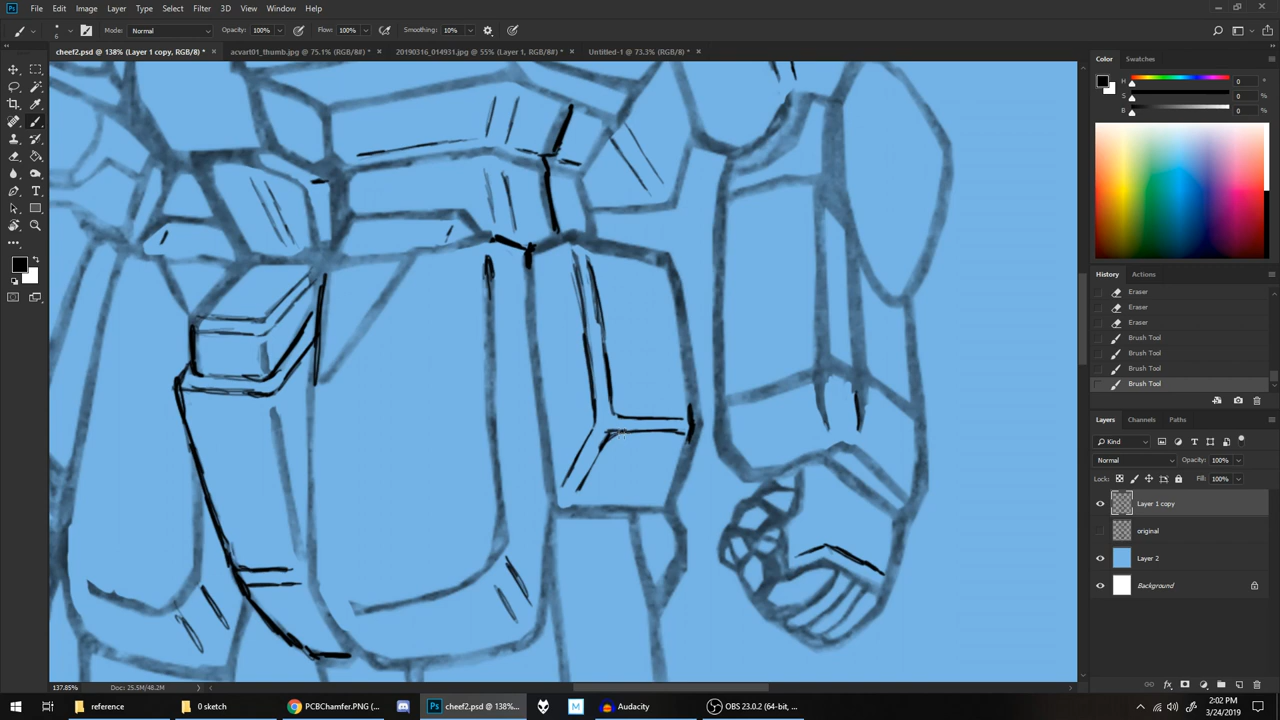 Ps File Edit Image Layer Type Select Filter 3D View Window Help
6 Mode: Normal Opacity: 100% Flow: 100% Smoothing: 10%
cheef2.psd @ 138% (Layer 1 copy, RGB/8) * × acvart01_thumb.jpg @ 75.1% (RGB/8#) * × 20190316_014931.jpg @ 55% (Layer 1, RGB/8#) * × Untitled-1 @ 73.3% (RGB/8) * ×
Color Swatches
H 0 °
S 0 %
B 0 %
History Actions
Eraser
Eraser
Eraser
Brush Tool
Brush Tool
Brush Tool
Brush Tool
Layers Channels Paths
Kind
Normal Opacity: 100%
Lock: Fill: 100%
Layer 1 copy
original
Layer 2
Background
137.85% Doc: 25.5M/48.2M
reference 0 sketch PCBChamfer.PNG (... Ps cheef2.psd @ 138%... M Audacity OBS 23.0.2 (64-bit, ...
2:02 PM
3/24/2019